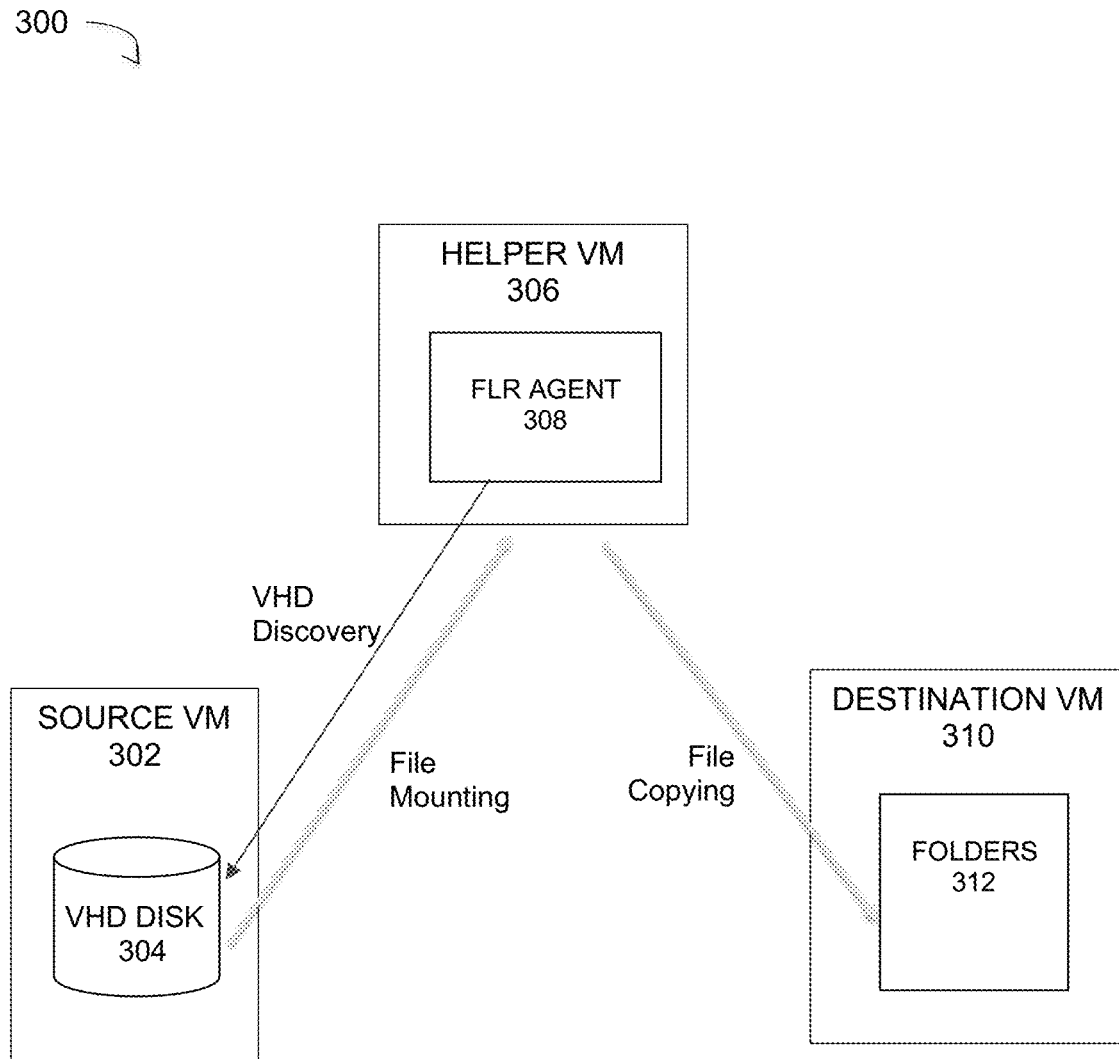 300
HELPER VM
306
FLR AGENT
308
VHD
Discovery
SOURCE VM
302
File
Mounting
File
Copying
DESTINATION VM
310
VHD DISK
304
FOLDERS
312